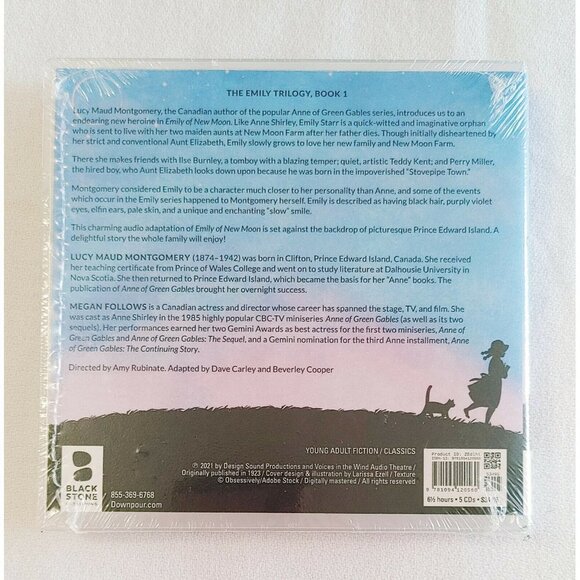 THE EMILY TRILOGY, BOOK 1
Lucy Maud Montgomery, the Canadian author of the popular Anne of Green Gables series, introduces us to an
endearing new heroine in Emily of New Moon. Like Anne Shirley, Emily Starr is a quick-witted and imaginative orphan
who is sent to live with her two maiden aunts at New Moon Farm after her father dies. Though initially disheartened by
her strict and conventional Aunt Elizabeth, Emily slowly grows to love her new family and New Moon Farm.
There she makes friends with Ilse Burnley, a tomboy with a blazing temper; quiet, artistic Teddy Kent; and Perry Miller,
the hired boy, who Aunt Elizabeth looks down upon because he was born in the impoverished "Stovepipe Town."
Montgomery considered Emily to be a character much closer to her personality than Anne, and some of the events
which occur in the Emily series happened to Montgomery herself. Emily is described as having black hair, purply violet
eyes, elfin ears, pale skin, and a unique and enchanting "slow" smile.
This charming audio adaptation of Emily of New Moon is set against the backdrop of picturesque Prince Edward Island. A
delightful story the whole family will enjoy!
LUCY MAUD MONTGOMERY (1874–1942) was born in Clifton, Prince Edward Island, Canada. She received
her teaching certificate from Prince of Wales College and went on to study literature at Dalhousie University in
Nova Scotia. She then returned to Prince Edward Island, which became the basis for her "Anne" books. The
publication of Anne of Green Gables brought her overnight success.
MEGAN FOLLOWS is a Canadian actress and director whose career has spanned the stage, TV, and film. She
was cast as Anne Shirley in the 1985 highly popular CBC-TV miniseries Anne of Green Gables (as well as its two
sequels). Her performances earned her two Gemini Awards as best actress for the first two miniseries, Anne of
Green Gables and Anne of Green Gables: The Sequel, and a Gemini nomination for the third Anne installment, Anne
of Green Gables: The Continuing Story.
Directed by Amy Rubinate. Adapted by Dave Carley and Beverley Cooper
YOUNG ADULT FICTION / CLASSICS
℗ 2021 by Design Sound Productions and Voices in the Wind Audio Theatre /
Originally published in 1923 / Cover design & illustration by Larissa Ezell / Texture
© Obsessively/Adobe Stock / Digitally mastered / All rights reserved
BLACK
STONE
PUBLISHING
855-369-6768
Downpour.com
Product ID:
9 781094 120560
6½ hours • 5 CDs •